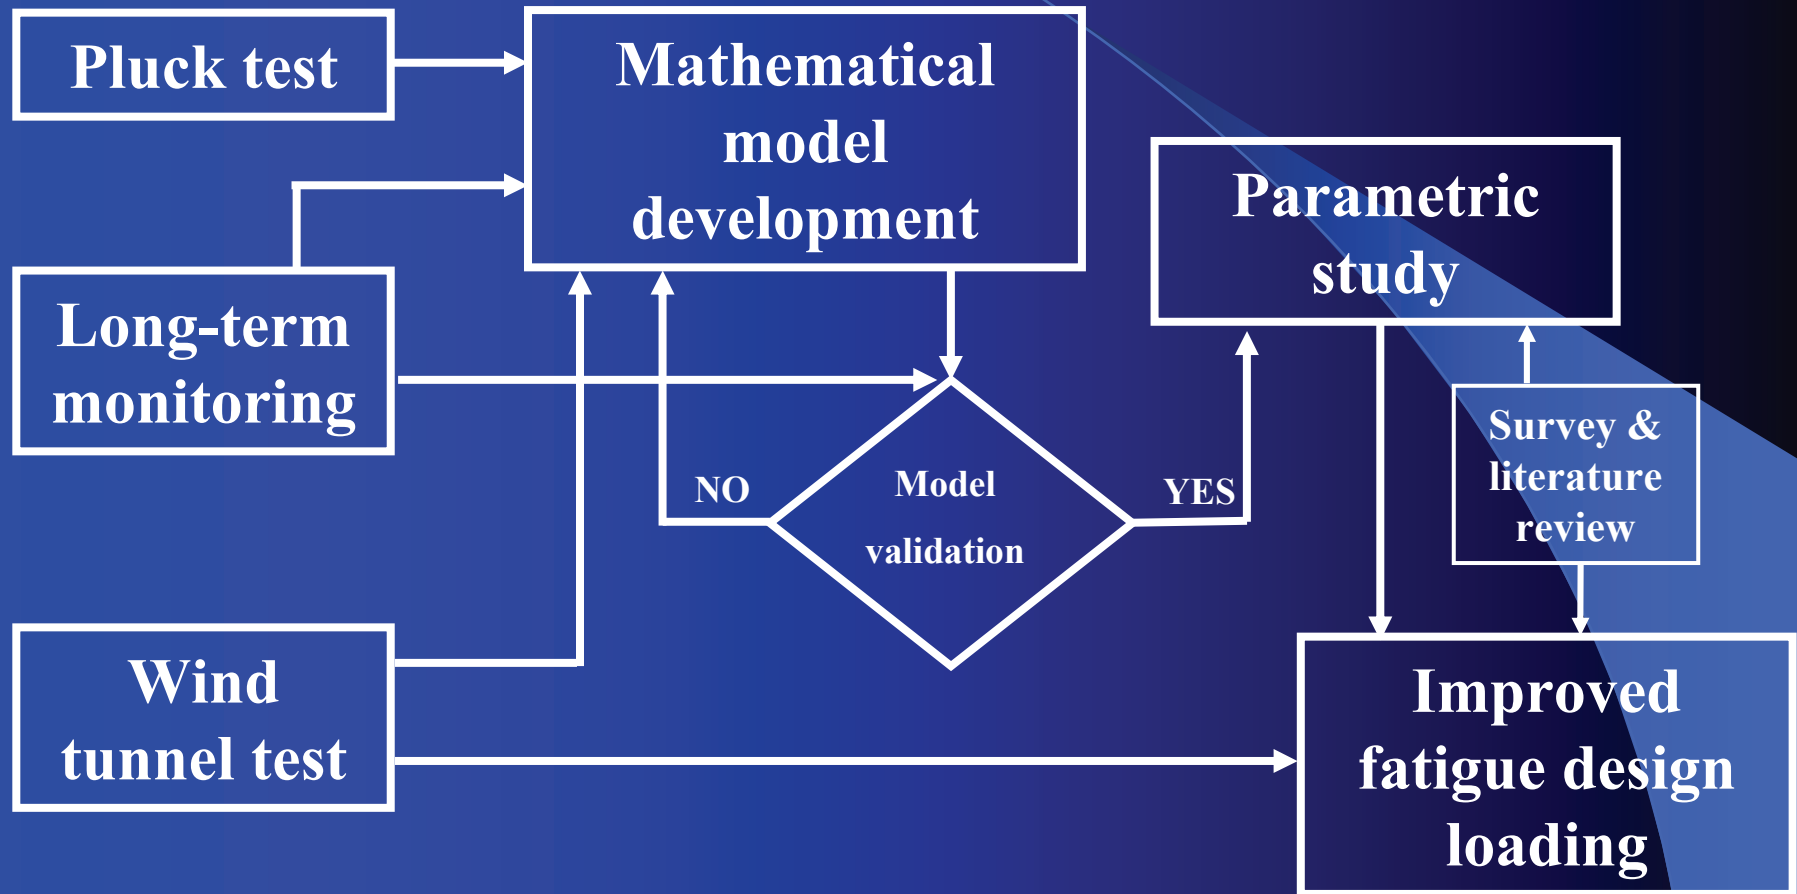 Pluck test
Mathematical
model
development
Parametric
study
Long-term
monitoring
Survey &
literature
review
NO
Model
validation
YES
Wind
tunnel test
Improved
fatigue design
loading